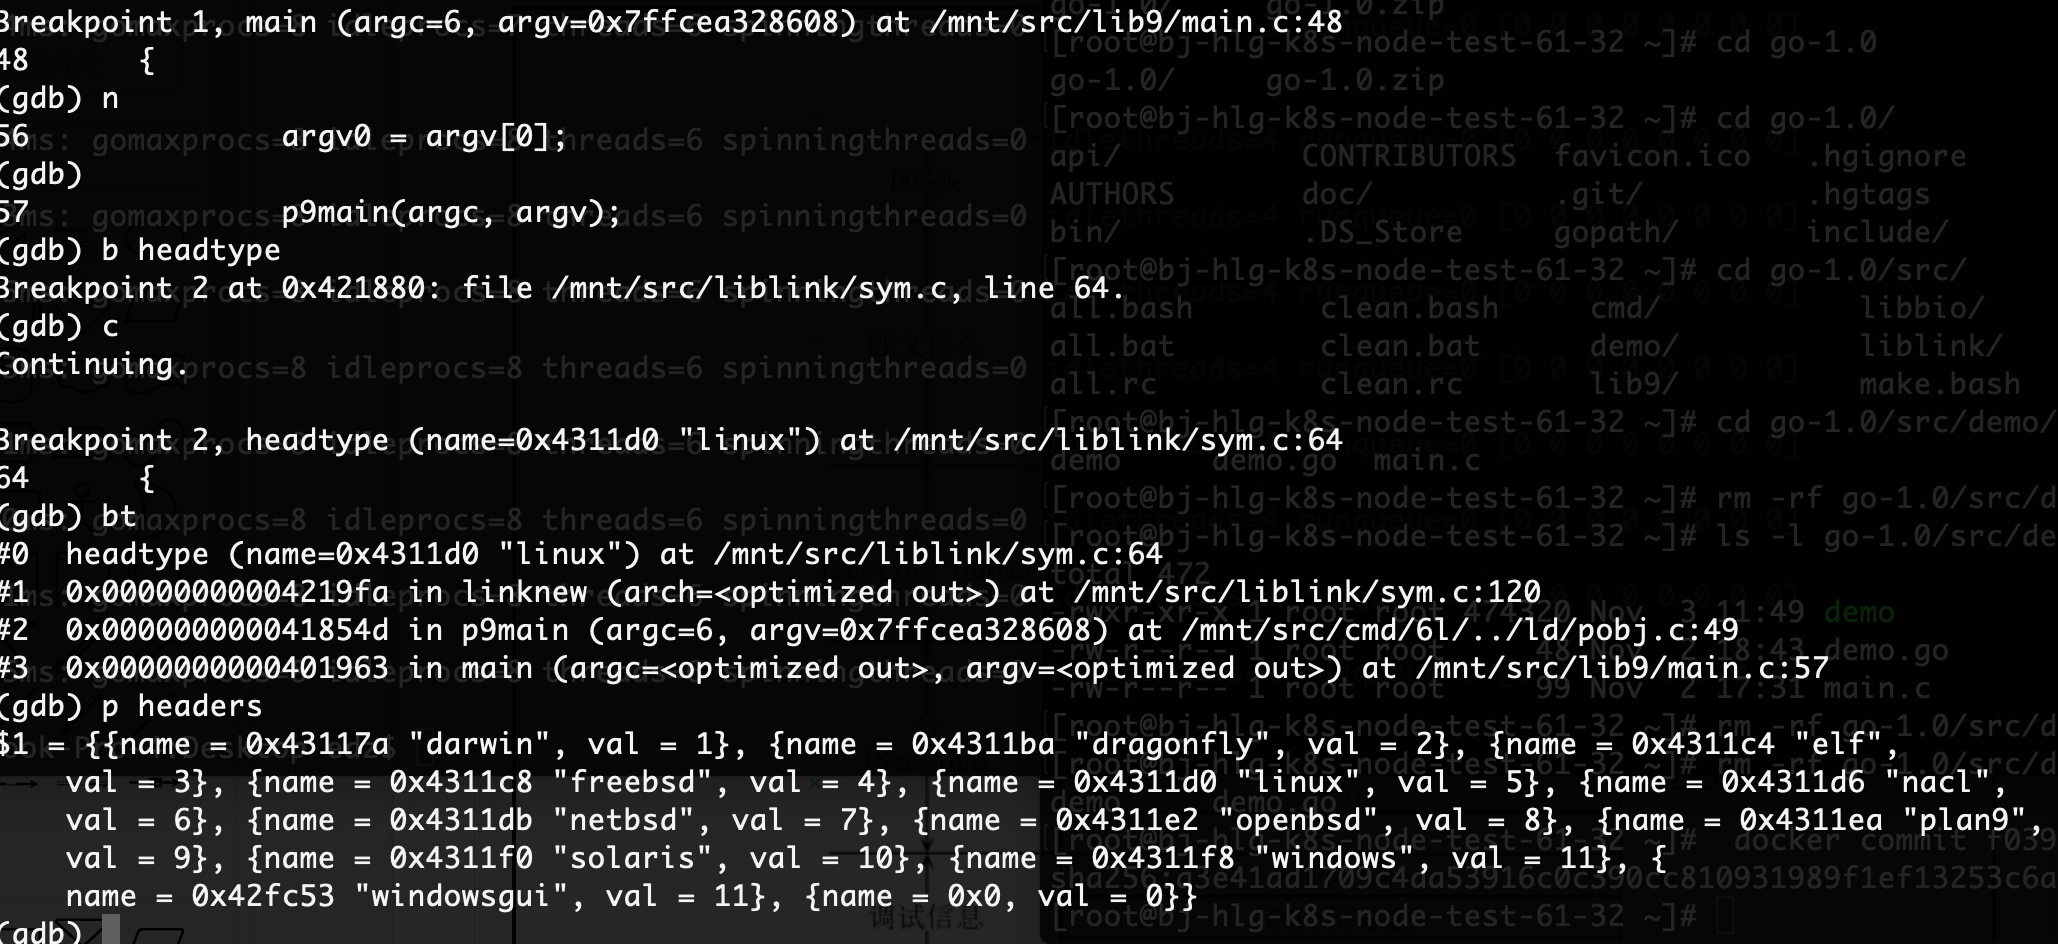 Breakpoint 1, main (argc=6, argv=0x7ffcea328608) at /mnt/src/lib9/main.c:48
48      {
(gdb) n
56              argv0 = argv[0];
(gdb)
57              p9main(argc, argv);
(gdb) b headtype
Breakpoint 2 at 0x421880: file /mnt/src/liblink/sym.c, line 64.
(gdb) c
Continuing.
Breakpoint 2, headtype (name=0x4311d0 "linux") at /mnt/src/liblink/sym.c:64
64      {
(gdb) bt
#0  headtype (name=0x4311d0 "linux") at /mnt/src/liblink/sym.c:64
#1  0x00000000004219fa in linknew (arch=<optimized out>) at /mnt/src/liblink/sym.c:120
#2  0x000000000041854d in p9main (argc=6, argv=0x7ffcea328608) at /mnt/src/cmd/6l/../ld/pobj.c:49
#3  0x0000000000401963 in main (argc=<optimized out>, argv=<optimized out>) at /mnt/src/lib9/main.c:57
(gdb) p headers
$1 = {{name = 0x43117a "darwin", val = 1}, {name = 0x4311ba "dragonfly", val = 2}, {name = 0x4311c4 "elf",
    val = 3}, {name = 0x4311c8 "freebsd", val = 4}, {name = 0x4311d0 "linux", val = 5}, {name = 0x4311d6 "nacl",
    val = 6}, {name = 0x4311db "netbsd", val = 7}, {name = 0x4311e2 "openbsd", val = 8}, {name = 0x4311ea "plan9",
    val = 9}, {name = 0x4311f0 "solaris", val = 10}, {name = 0x4311f8 "windows", val = 11}, {
    name = 0x42fc53 "windowsgui", val = 11}, {name = 0x0, val = 0}}
(gdb)
go-1.0/      go-1.0.zip
[root@bj-hlg-k8s-node-test-61-32 ~]# cd go-1.0
go-1.0/     go-1.0.zip
[root@bj-hlg-k8s-node-test-61-32 ~]# cd go-1.0/
api/          CONTRIBUTORS  favicon.ico   .hgignore
AUTHORS       doc/          .git/         .hgtags
bin/          .DS_Store     gopath/       include/
[root@bj-hlg-k8s-node-test-61-32 ~]# cd go-1.0/src/
all.bash       clean.bash     cmd/           libbio/
all.bat        clean.bat      demo/          liblink/
all.rc         clean.rc       lib9/          make.bash
[root@bj-hlg-k8s-node-test-61-32 ~]# cd go-1.0/src/demo/
demo     demo.go  main.c
[root@bj-hlg-k8s-node-test-61-32 ~]# rm -rf go-1.0/src/d
[root@bj-hlg-k8s-node-test-61-32 ~]# ls -l go-1.0/src/de
total 472
-rwxr-xr-x 1 root root 474320 Nov  3 11:49 demo
-rw-r--r-- 1 root root     48 Nov  2 18:43 demo.go
-rw-r--r-- 1 root root     99 Nov  2 17:31 main.c
[root@bj-hlg-k8s-node-test-61-32 ~]# rm -rf go-1.0/src/d
demo     demo.go
docker commit f039
[root@bj-hlg-k8s-node-test-61-32 ~]#
调试信息